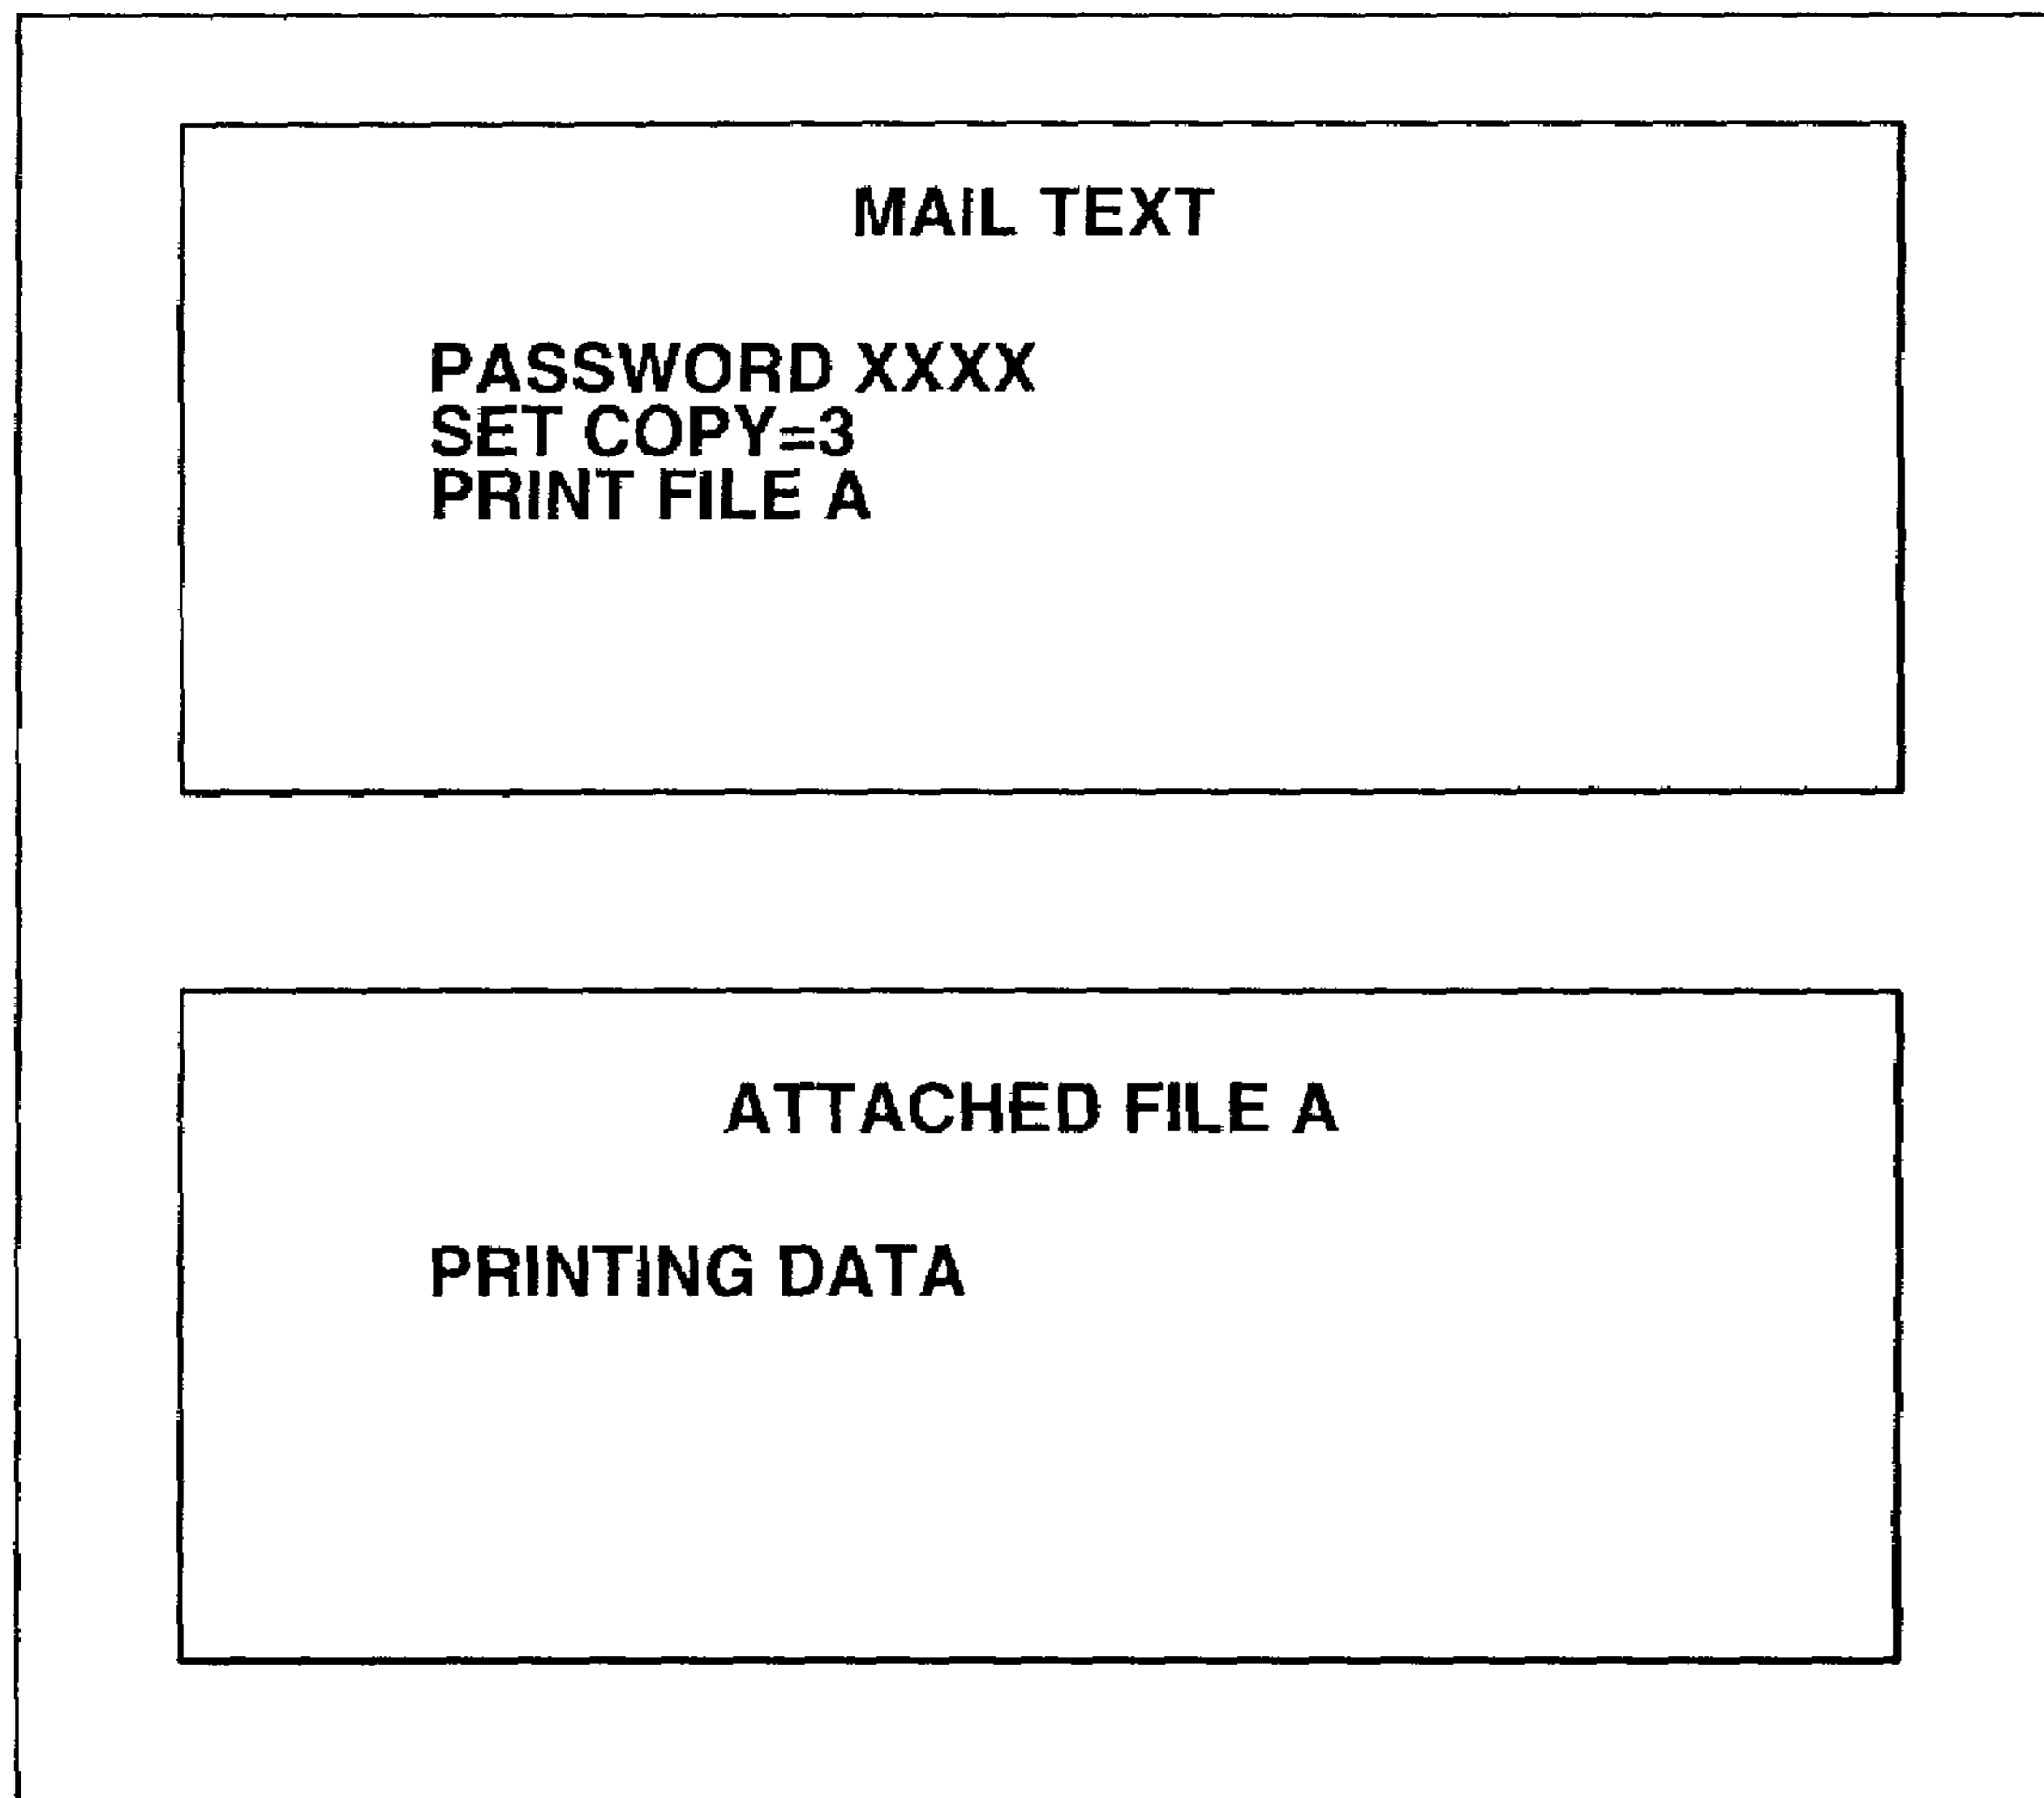 MAIL TEXT
PASSWORD XXXX
SET COPY=3
PRINT FILE A
ATTACHED FILE A
PRINTING DATA